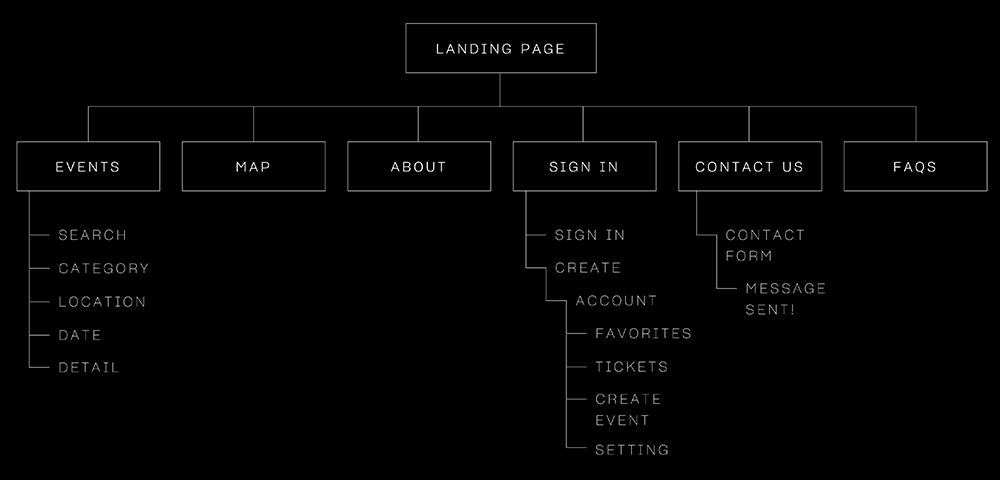 LANDING PAGE
EVENTS
MAP
ABOUT
SIGN IN
CONTACT US
FAQS
SEARCH
CATEGORY
LOCATION
DATE
DETAIL
SIGN IN
CREATE
ACCOUNT
FAVORITES
TICKETS
CREATE
EVENT
SETTING
CONTACT
FORM
MESSAGE
SENT!